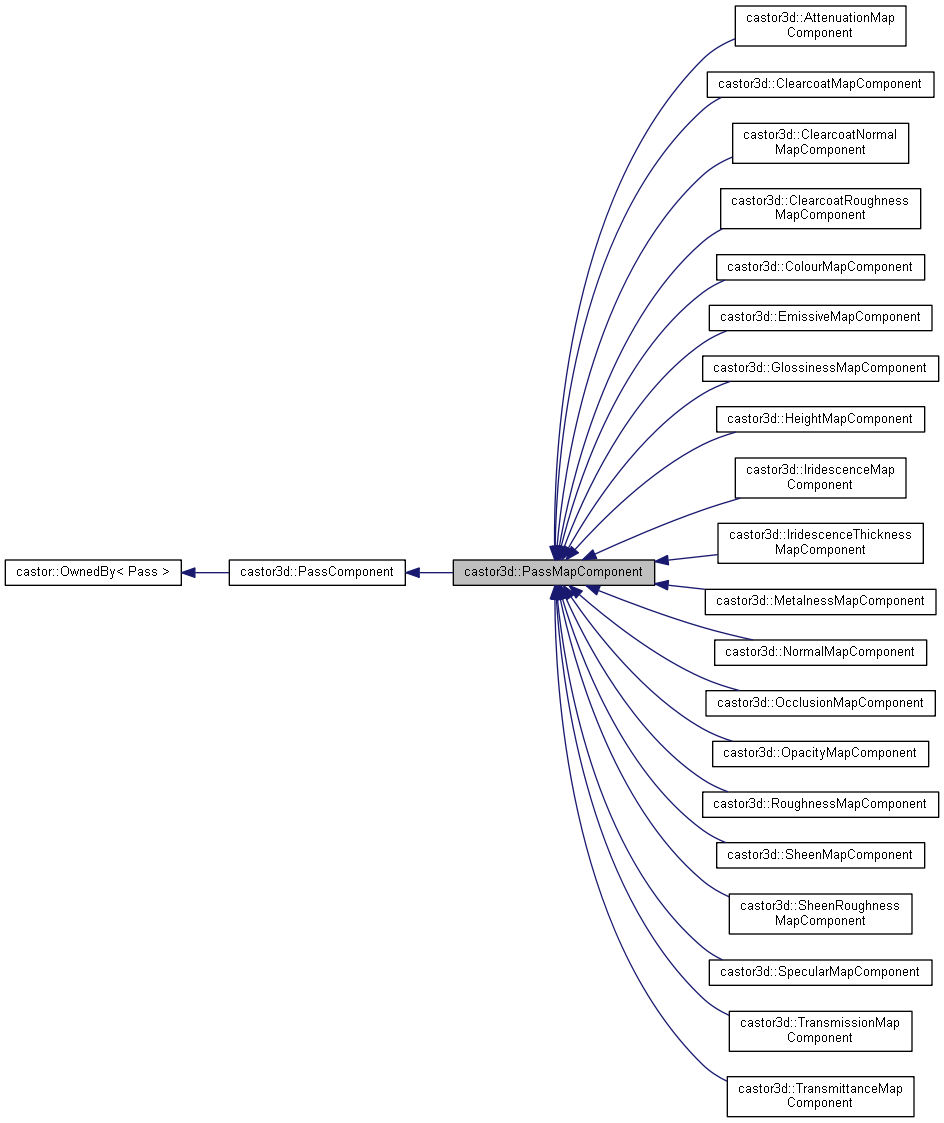 castor3d::AttenuationMap
Component
castor3d::ClearcoatMapComponent
castor3d::ClearcoatNormal
MapComponent
castor3d::ClearcoatRoughness
MapComponent
castor3d::ColourMapComponent
castor3d::EmissiveMapComponent
castor3d::GlossinessMapComponent
castor3d::HeightMapComponent
castor3d::IridescenceMap
Component
castor3d::IridescenceThickness
MapComponent
castor::OwnedBy< Pass >
castor3d::PassComponent
castor3d::PassMapComponent
castor3d::MetalnessMapComponent
castor3d::NormalMapComponent
castor3d::OcclusionMapComponent
castor3d::OpacityMapComponent
castor3d::RoughnessMapComponent
castor3d::SheenMapComponent
castor3d::SheenRoughness
MapComponent
castor3d::SpecularMapComponent
castor3d::TransmissionMap
Component
castor3d::TransmittanceMap
Component